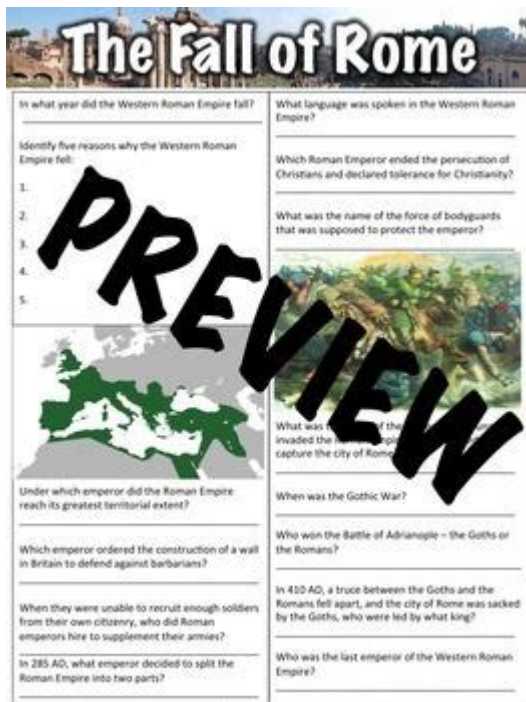 The Fall of Rome
In what year did the Western Roman Empire fall?
Identify five reasons why the Western Roman
Empire fell:
1.
2.
3.
4.
5.
Under which emperor did the Roman Empire
reach its greatest territorial extent?
Which emperor ordered the construction of a wall
in Britain to defend against barbarians?
When they were unable to recruit enough soldiers
from their own citizenry, who did Roman
emperors hire to supplement their armies?
In 285 AD, what emperor decided to split the
Roman Empire into two parts?
What language was spoken in the Western Roman
Empire?
Which Roman Emperor ended the persecution of
Christians and declared tolerance for Christianity?
What was the name of the force of bodyguards
that was supposed to protect the emperor?
PREVIEW
What was of the
invaded the
capture the city of Rome
When was the Gothic War?
Who won the Battle of Adrianople – the Goths or
the Romans?
In 410 AD, a truce between the Goths and the
Romans fell apart, and the city of Rome was sacked
by the Goths, who were led by what king?
Who was the last emperor of the Western Roman
Empire?